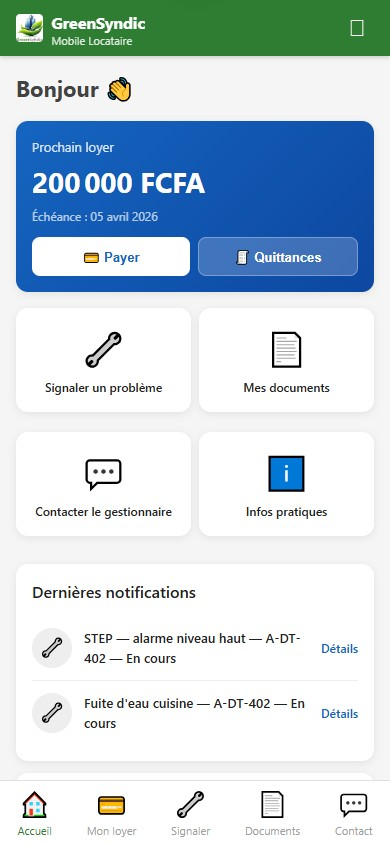 GreenSyndic
Mobile Locataire
Bonjour 👋
Prochain loyer
200 000 FCFA
Échéance : 05 avril 2026
💳 Payer
🧾 Quittances
Signaler un problème
Mes documents
Contacter le gestionnaire
Infos pratiques
Dernières notifications
STEP — alarme niveau haut — A-DT-
402 — En cours
Détails
Fuite d'eau cuisine — A-DT-402 — En
cours
Détails
Accueil
Mon loyer
Signaler
Documents
Contact